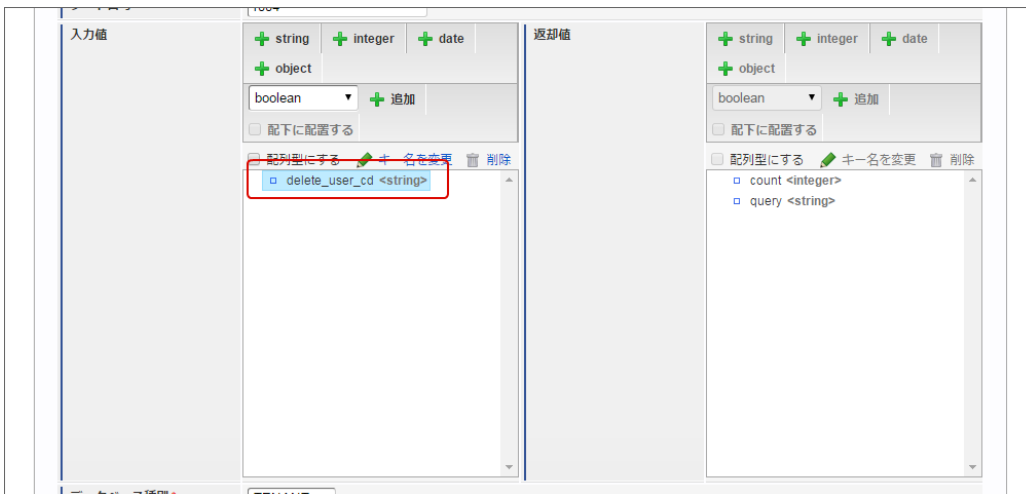 入力値
string integer date
object
boolean 追加
配下に配置する
配列型にする キー名を変更 削除
delete_user_cd <string>
返却値
string integer date
object
boolean 追加
配下に配置する
配列型にする キー名を変更 削除
count <integer>
query <string>